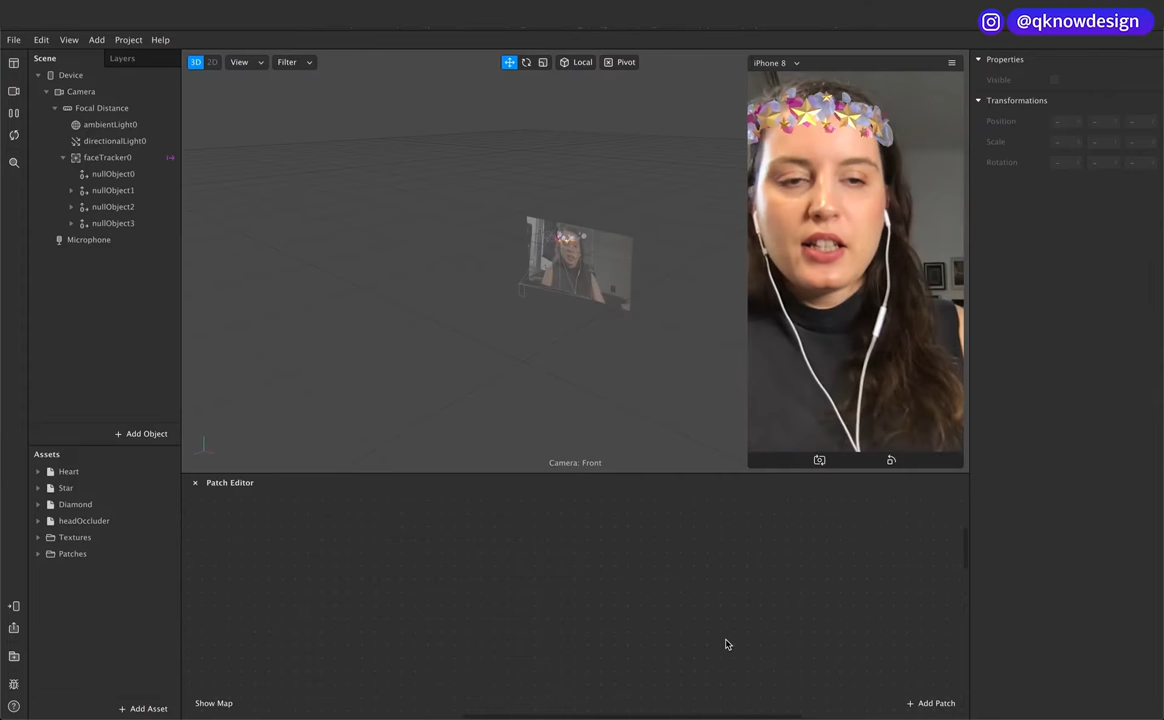 @qknowdesign
File Edit View Add Project Help
Scene Layers
Device
Camera
Focal Distance
ambientLight0
directionalLight0
faceTracker0
nullObject0
nullObject1
nullObject2
nullObject3
Microphone
+ Add Object
Assets
Heart
Star
Diamond
headOccluder
Textures
Patches
+ Add Asset
3D 2D View Filter Local Pivot
Camera: Front
iPhone 8
Patch Editor
Show Map
+ Add Patch
Properties
Visible
Transformations
Position - - -
Scale - - -
Rotation - - -